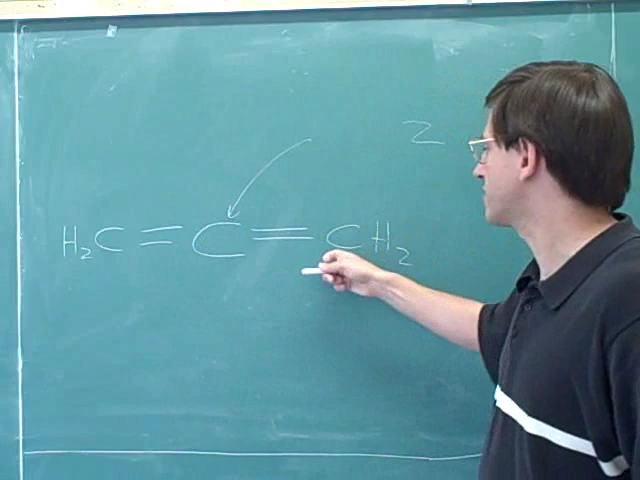 2
H₂C = C = CH₂